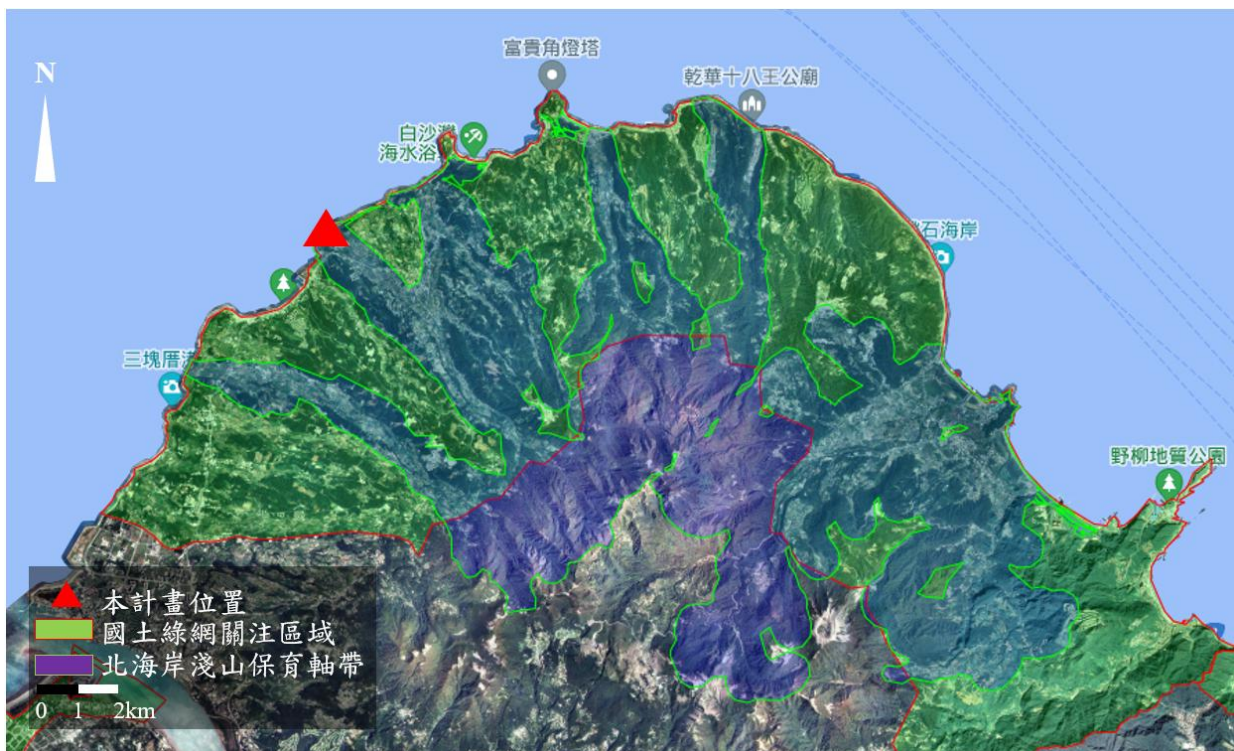 富貴角燈塔
乾華十八王公廟
N
白沙灣
海水浴
石海岸
三塊厝
野柳地質公園
本計畫位置
國土綠網關注區域
北海岸淺山保育軸帶
0 1 2km